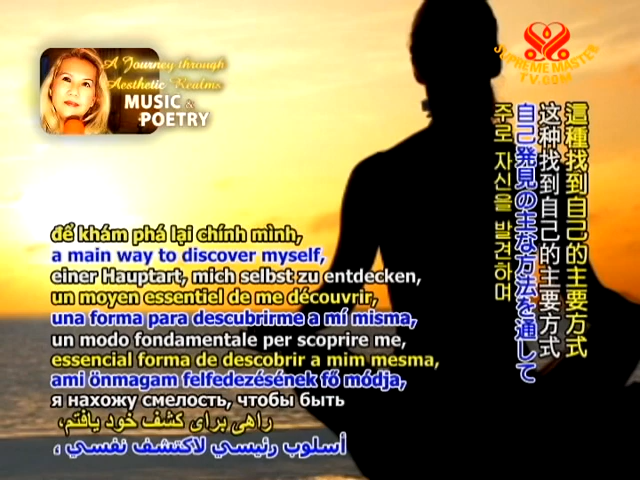 A Journey through
Aesthetic Realms
MUSIC &
POETRY
SUPREME MASTER
TV.COM
這種找到自己的主要方式
这种找到自己的主要方式
自己発見の主な方法を通して
주로 자신을 발견하며
để khám phá lại chính mình,
a main way to discover myself,
einer Hauptart, mich selbst zu entdecken,
un moyen essentiel de me découvrir,
una forma para descubrirme a mí misma,
un modo fondamentale per scoprire me,
essencial forma de descobrir a mim mesma,
ami önmagam felfedezésének fő módja,
я нахожу смелость, чтобы быть
راهی برای کشف خود یافتم،
أسلوب رئيسي لاكتشف نفسي ،